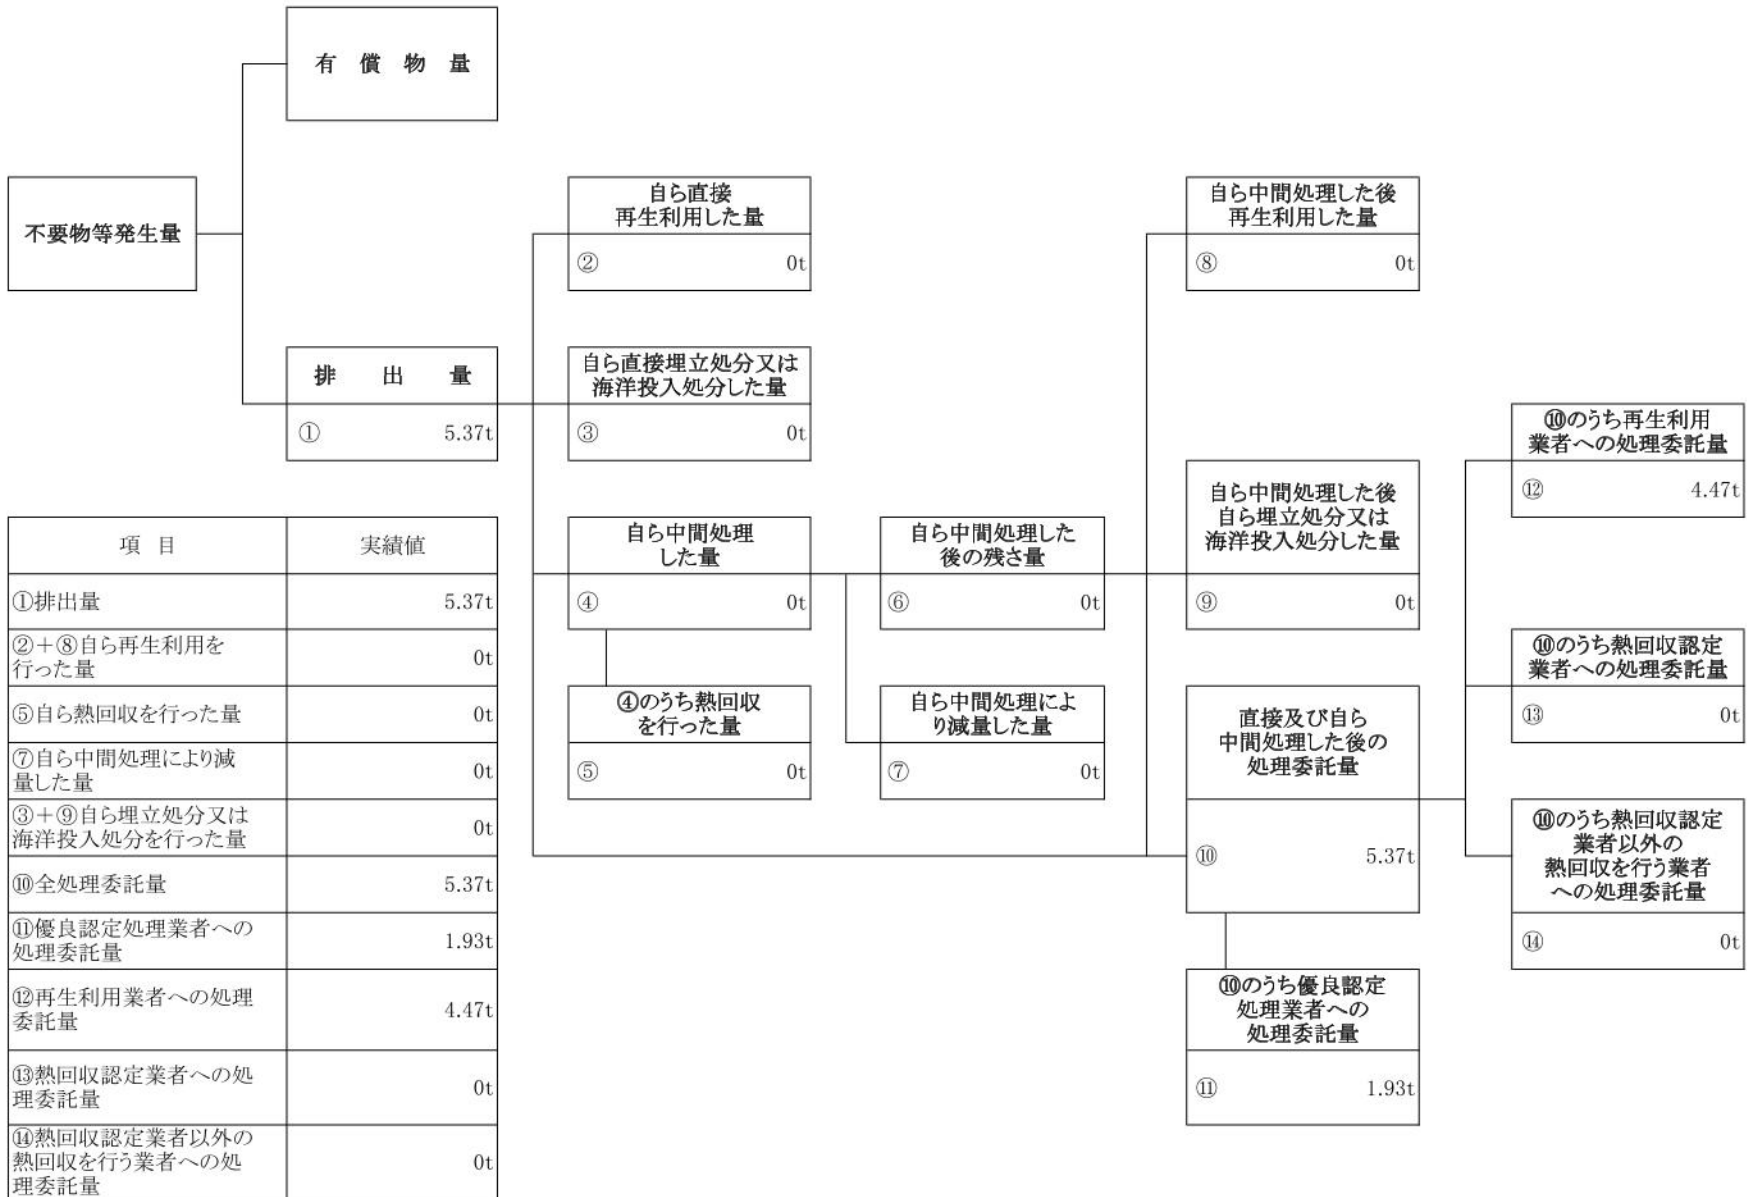 有 償 物 量
不要物等発生量
自ら直接
再生利用した量
② 0t
自ら中間処理した後
再生利用した量
⑧ 0t
排 出 量
① 5.37t
自ら直接埋立処分又は
海洋投入処分した量
③ 0t
⑩のうち再生利用
業者への処理委託量
⑫ 4.47t
自ら中間処理
した量
④ 0t
自ら中間処理した
後の残さ量
⑥ 0t
自ら中間処理した後
自ら埋立処分又は
海洋投入処分した量
⑨ 0t
⑩のうち熱回収認定
業者への処理委託量
⑬ 0t
④のうち熱回収
を行った量
⑤ 0t
自ら中間処理によ
り減量した量
⑦ 0t
直接及び自ら
中間処理した後の
処理委託量
⑩ 5.37t
⑩のうち熱回収認定
業者以外の
熱回収を行う業者
への処理委託量
⑭ 0t
⑩のうち優良認定
処理業者への
処理委託量
⑪ 1.93t
項 目 実績値
①排出量 5.37t
②+⑧自ら再生利用を
行った量 0t
⑤自ら熱回収を行った量 0t
⑦自ら中間処理により減
量した量 0t
③+⑨自ら埋立処分又は
海洋投入処分を行った量 0t
⑩全処理委託量 5.37t
⑪優良認定処理業者への
処理委託量 1.93t
⑫再生利用業者への処理
委託量 4.47t
⑬熱回収認定業者への処
理委託量 0t
⑭熱回収認定業者以外の
熱回収を行う業者への処
理委託量 0t